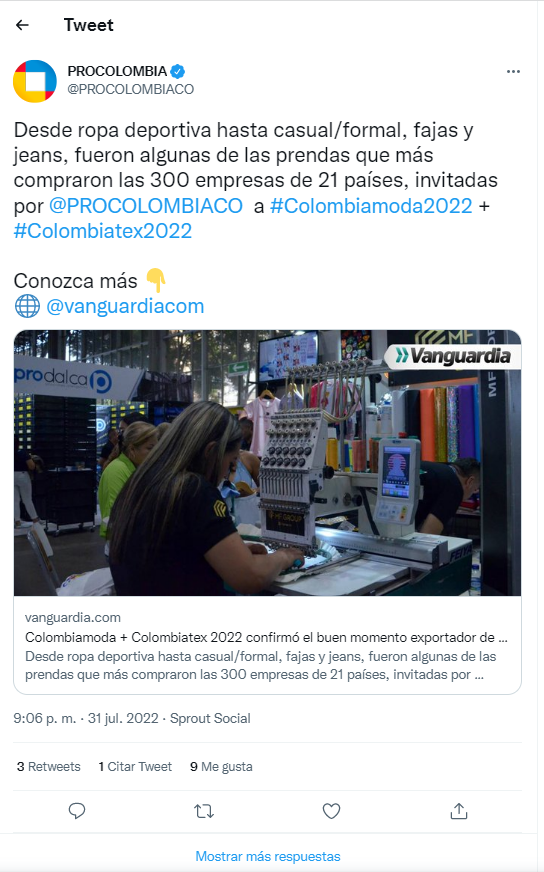 Tweet
PROCOLOMBIA
@PROCOLOMBIACO
Desde ropa deportiva hasta casual/formal, fajas y
jeans, fueron algunas de las prendas que más
compraron las 300 empresas de 21 países, invitadas
por @PROCOLOMBIACO a #Colombiamoda2022 +
#Colombiatex2022
Conozca más 👇
🌐 @vanguardiacom
Vanguardia
prodalca
MF GROUP
vanguardia.com
Colombiamoda + Colombiatex 2022 confirmó el buen momento exportador de ...
Desde ropa deportiva hasta casual/formal, fajas y jeans, fueron algunas de las
prendas que más compraron las 300 empresas de 21 países, invitadas por ...
9:06 p. m. · 31 jul. 2022 · Sprout Social
3 Retweets 1 Citar Tweet 9 Me gusta
Mostrar más respuestas